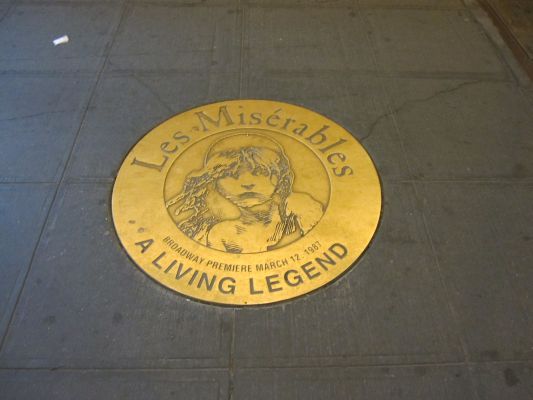 Les Misérables
BROADWAY PREMIERE MARCH 12, 1987
"A LIVING LEGEND